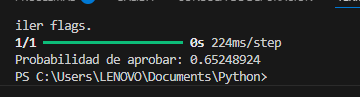 iler flags.
1/1 ━━━━━━━━━━━━━━━━━━━━ 0s 224ms/step
Probabilidad de aprobar: 0.65248924
PS C:\Users\LENOVO\Documents\Python>